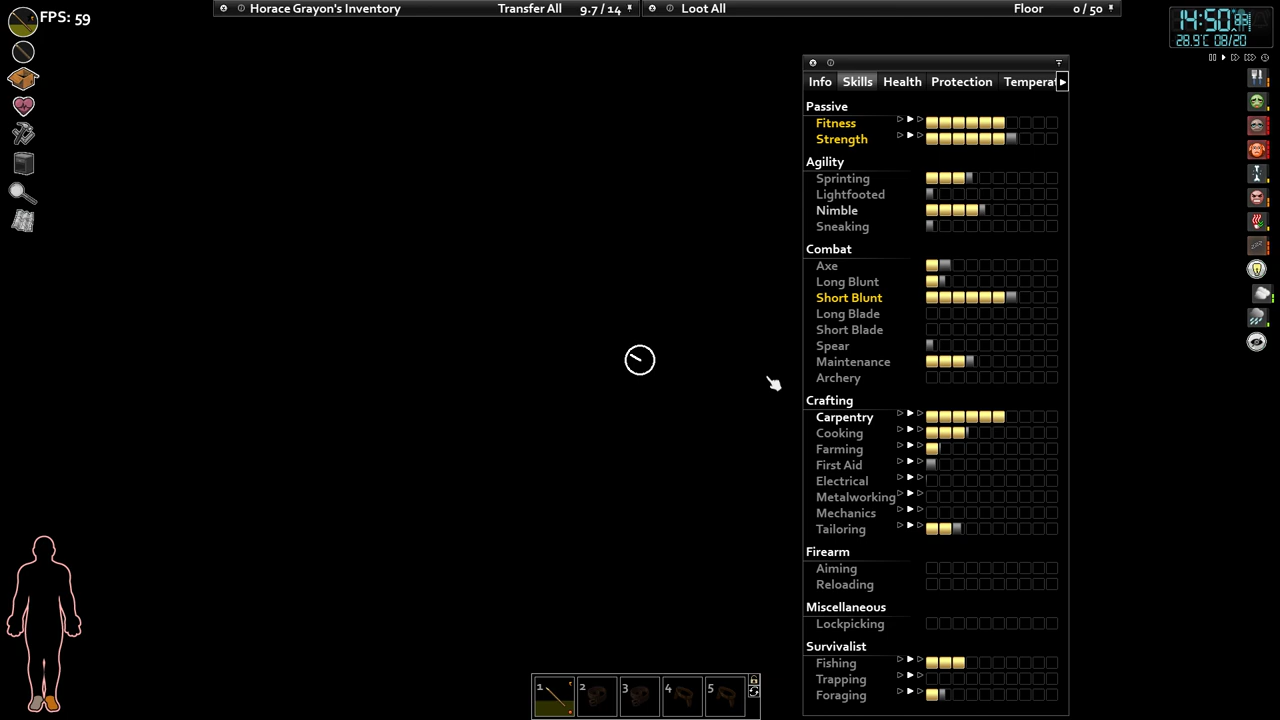 FPS: 59
Horace Grayon's Inventory Transfer All 9.7 / 14
Loot All Floor 0 / 50
14:50
28.9°C 08/20
Info Skills Health Protection Temperat
Passive
Fitness
Strength
Agility
Sprinting
Lightfooted
Nimble
Sneaking
Combat
Axe
Long Blunt
Short Blunt
Long Blade
Short Blade
Spear
Maintenance
Archery
Crafting
Carpentry
Cooking
Farming
First Aid
Electrical
Metalworking
Mechanics
Tailoring
Firearm
Aiming
Reloading
Miscellaneous
Lockpicking
Survivalist
Fishing
Trapping
Foraging
1 2 3 4 5